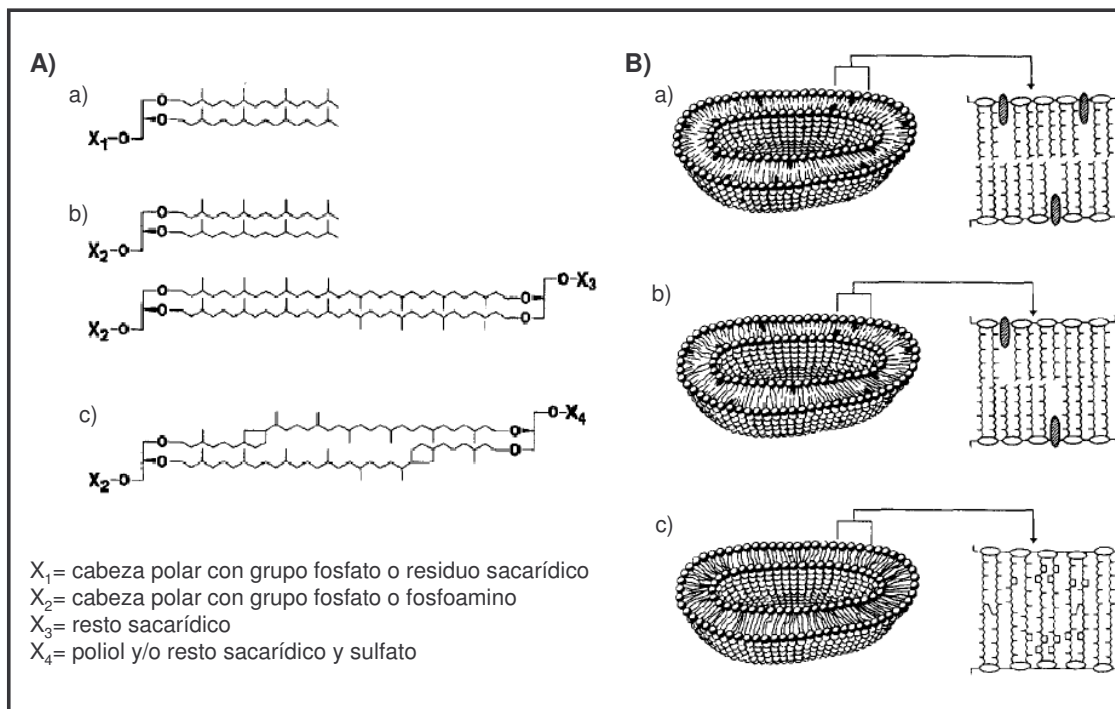 A)
a)
O
X₁-O
O
b)
O
X₂-O
O
O
O-X₃
O
X₂-O
O
O
c)
O-X₄
O
O
O
O
X₂-O
X₁= cabeza polar con grupo fosfato o residuo sacarídico
X₂= cabeza polar con grupo fosfato o fosfoamino
X₃= resto sacarídico
X₄= poliol y/o resto sacarídico y sulfato
B)
a)
b)
c)